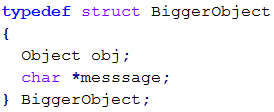 typedef struct BiggerObject
{
  Object obj;
  char *messsage;
} BiggerObject;